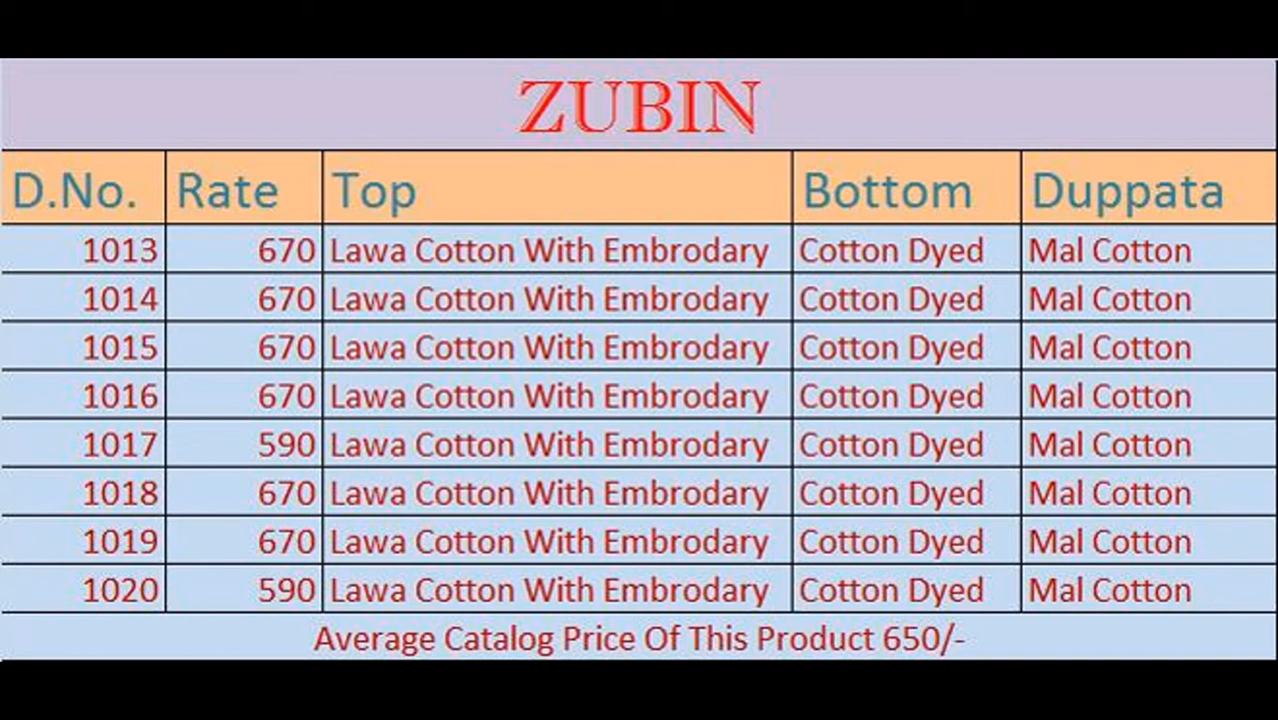 ZUBIN
D.No. Rate Top Bottom Duppata
1013 670 Lawa Cotton With Embrodary Cotton Dyed Mal Cotton
1014 670 Lawa Cotton With Embrodary Cotton Dyed Mal Cotton
1015 670 Lawa Cotton With Embrodary Cotton Dyed Mal Cotton
1016 670 Lawa Cotton With Embrodary Cotton Dyed Mal Cotton
1017 590 Lawa Cotton With Embrodary Cotton Dyed Mal Cotton
1018 670 Lawa Cotton With Embrodary Cotton Dyed Mal Cotton
1019 670 Lawa Cotton With Embrodary Cotton Dyed Mal Cotton
1020 590 Lawa Cotton With Embrodary Cotton Dyed Mal Cotton
Average Catalog Price Of This Product 650/-